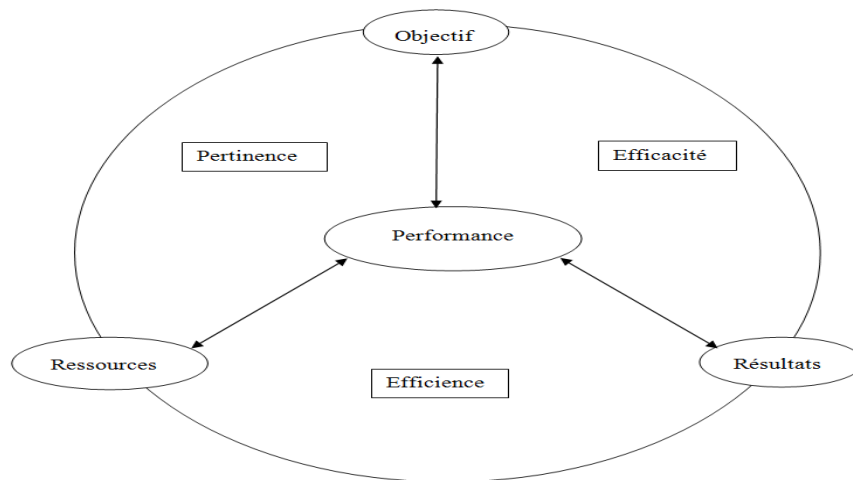 Objectif
Pertinence
Efficacité
Performance
Ressources
Résultats
Efficience